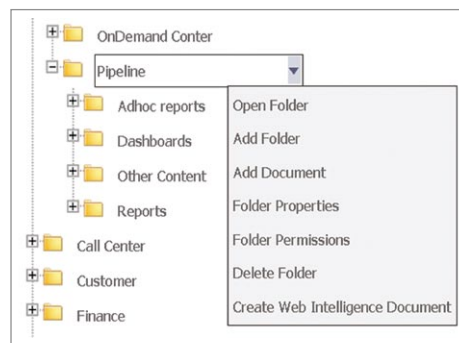 OnDemand Conter
Pipeline
Adhoc reports
Dashboards
Other Content
Reports
Call Center
Customer
Finance
Open Folder
Add Folder
Add Document
Folder Properties
Folder Permissions
Delete Folder
Create Web Intelligence Document